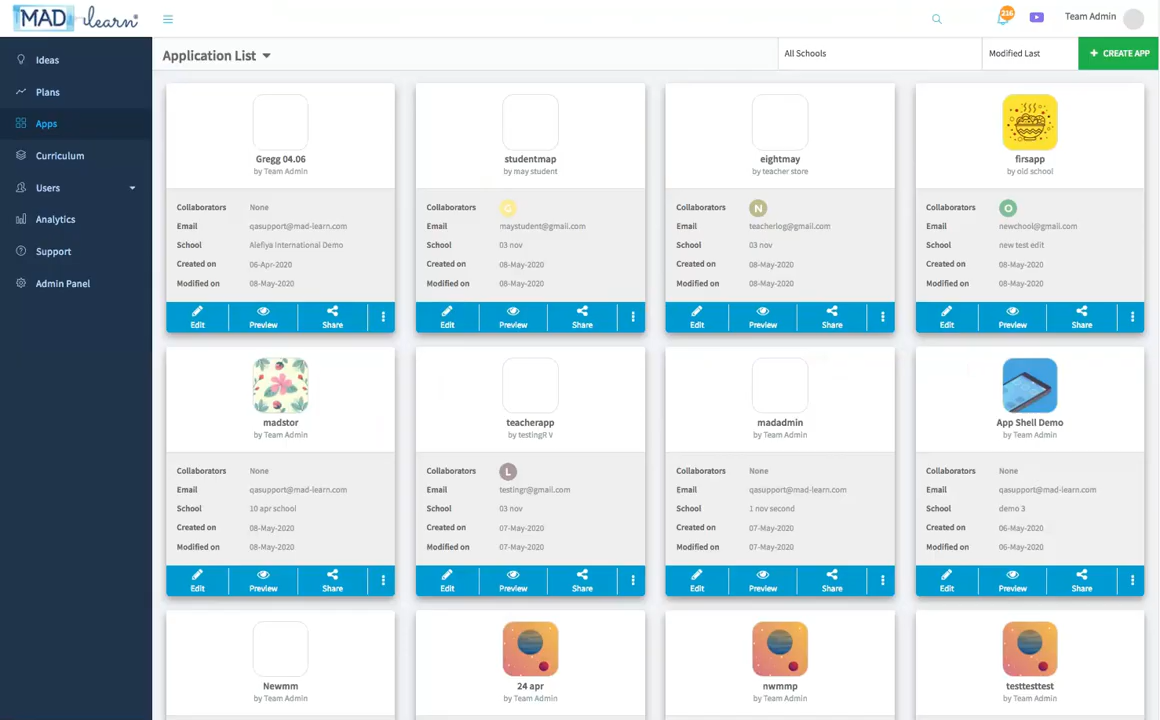 MAD-learn
216
Team Admin
Application List
All Schools
Modified Last
+ CREATE APP
Ideas
Plans
Apps
Curriculum
Users
Analytics
Support
Admin Panel
Gregg 04.06
by Team Admin
Collaborators None
Email qasupport@mad-learn.com
School Alefiya International Demo
Created on 06-Apr-2020
Modified on 08-May-2020
Edit Preview Share
studentmap
by may student
Collaborators G
Email maystudent@gmail.com
School 03 nov
Created on 08-May-2020
Modified on 08-May-2020
Edit Preview Share
eightmay
by teacher store
Collaborators N
Email teacherlog@gmail.com
School 03 nov
Created on 08-May-2020
Modified on 08-May-2020
Edit Preview Share
firsapp
by old school
Collaborators O
Email newchool@gmail.com
School new test edit
Created on 08-May-2020
Modified on 08-May-2020
Edit Preview Share
madstor
by Team Admin
Collaborators None
Email qasupport@mad-learn.com
School 10 apr school
Created on 08-May-2020
Modified on 08-May-2020
Edit Preview Share
teacherapp
by testingR V
Collaborators L
Email testingr@gmail.com
School 03 nov
Created on 07-May-2020
Modified on 07-May-2020
Edit Preview Share
madadmin
by Team Admin
Collaborators None
Email qasupport@mad-learn.com
School 1 nov second
Created on 07-May-2020
Modified on 07-May-2020
Edit Preview Share
App Shell Demo
by Team Admin
Collaborators None
Email qasupport@mad-learn.com
School demo 3
Created on 06-May-2020
Modified on 06-May-2020
Edit Preview Share
Newmm
by Team Admin
24 apr
by Team Admin
nwmmp
by Team Admin
testtesttest
by Team Admin